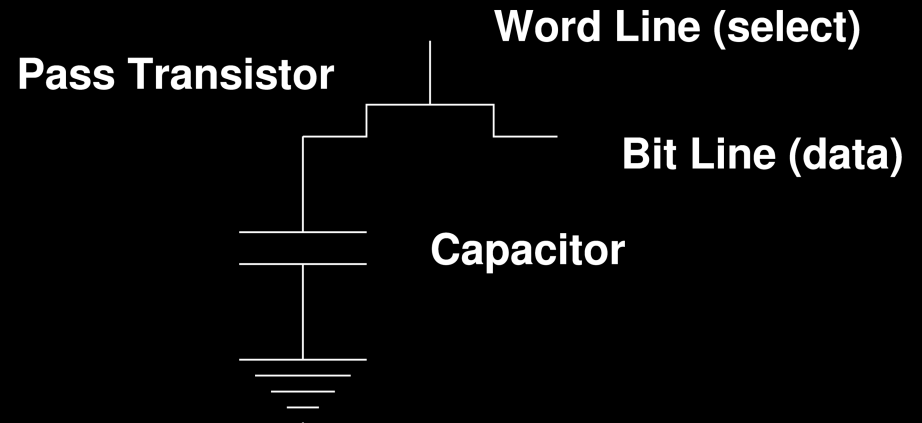 Word Line (select)
Pass Transistor
Bit Line (data)
Capacitor